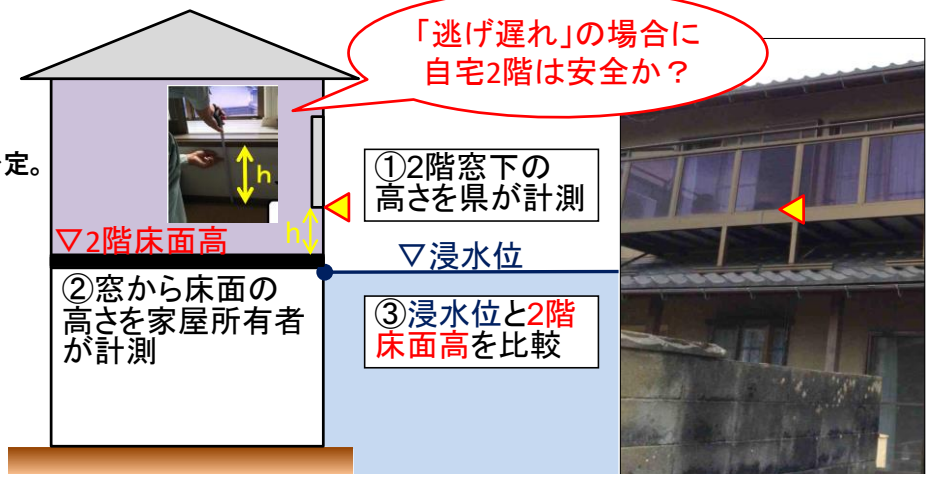 「逃げ遅れ」の場合に
自宅2階は安全か？
定。
h
①2階窓下の
高さを県が計測
h
▽2階床面高
▽浸水位
②窓から床面の
高さを家屋所有者
が計測
③浸水位と2階
床面高を比較